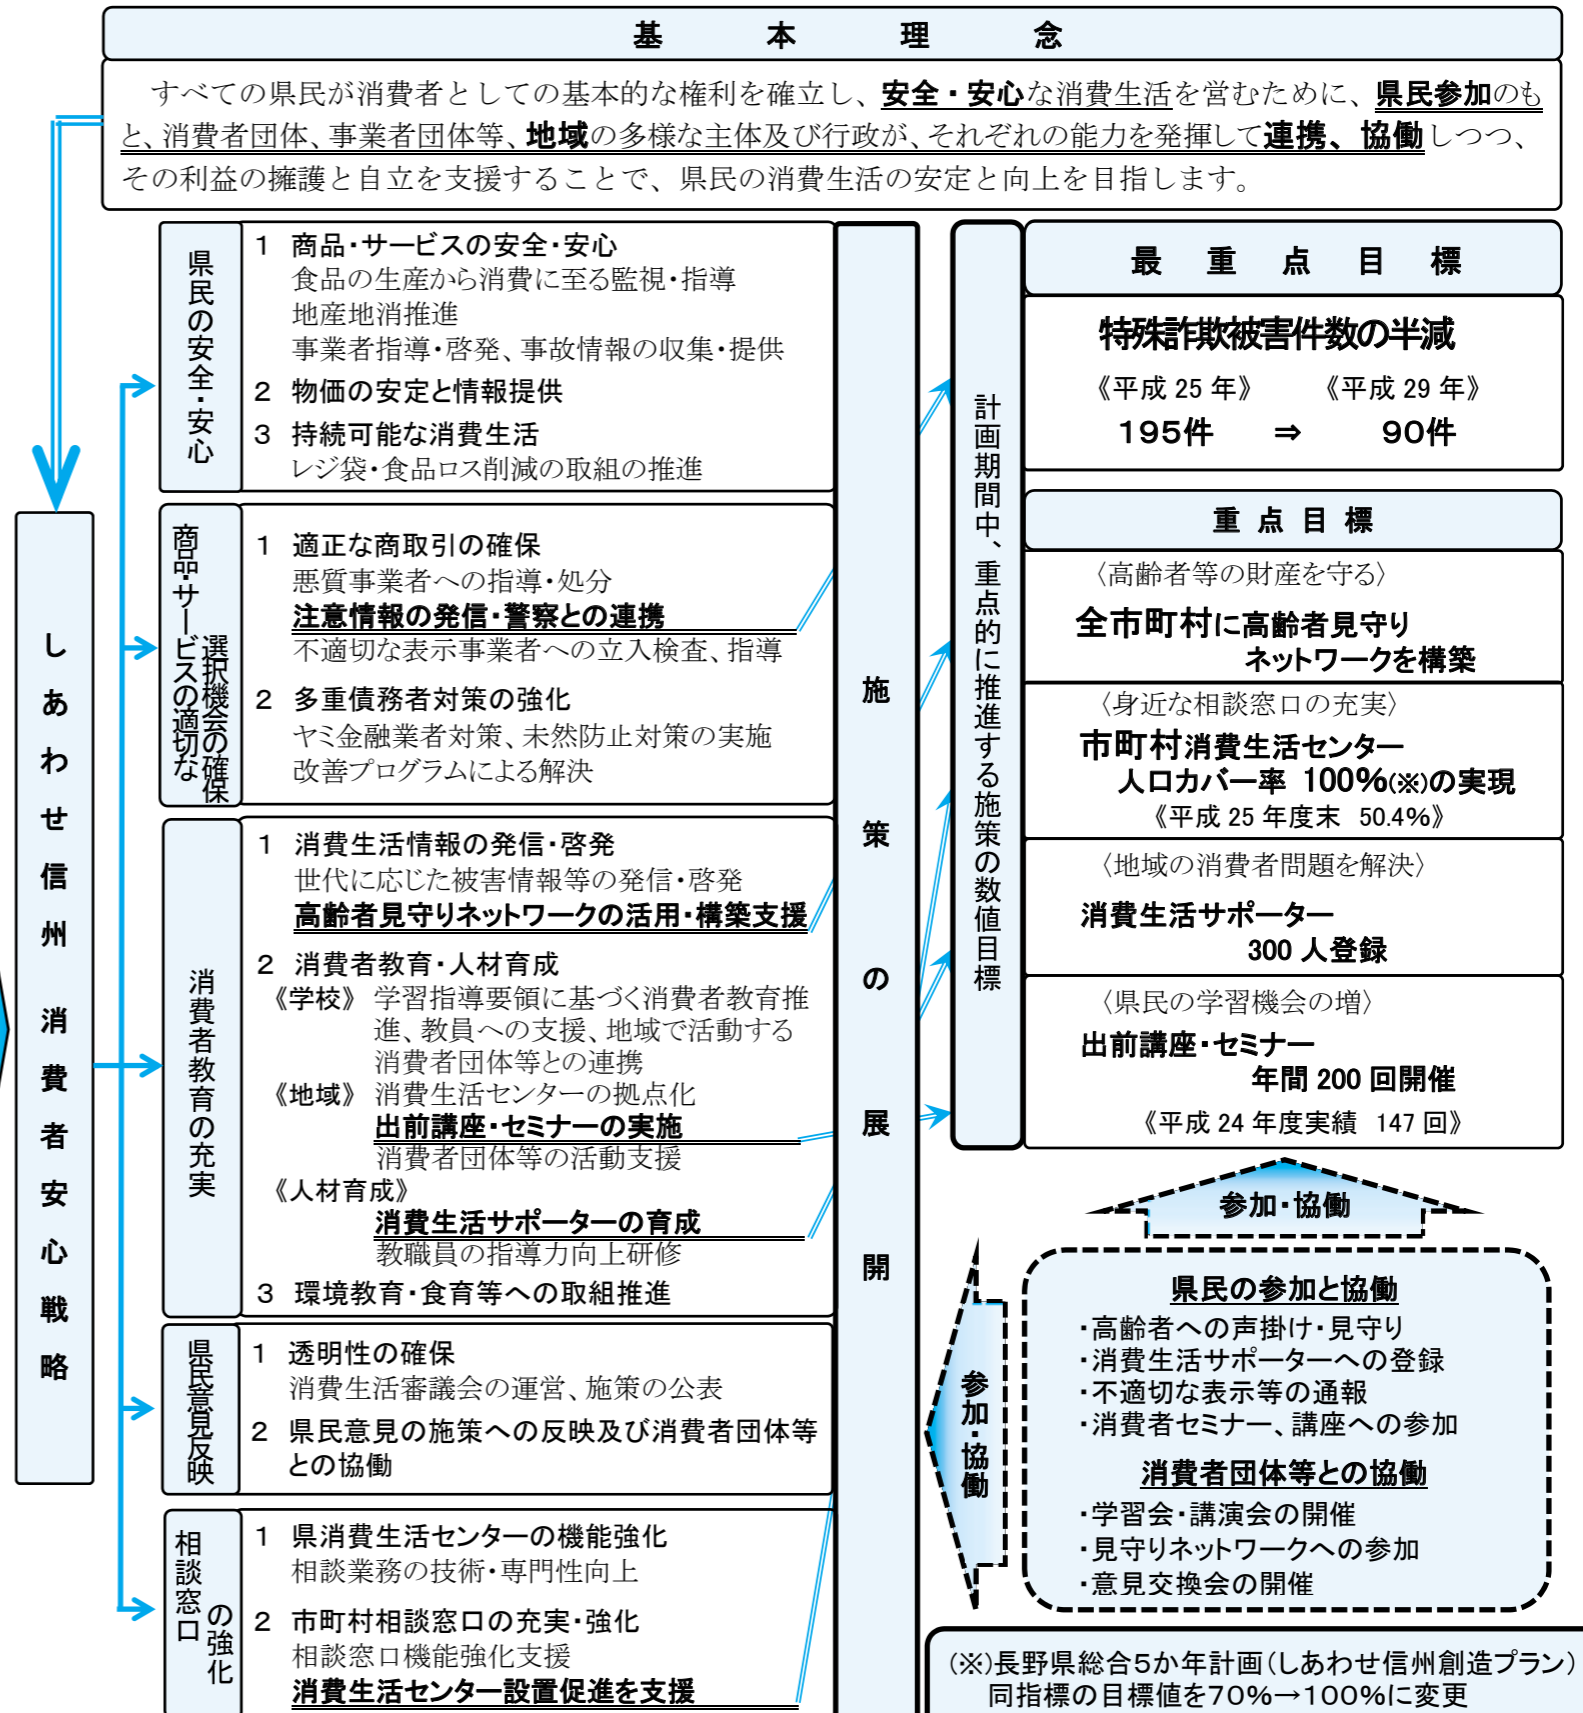 基本理念
すべての県民が消費者としての基本的な権利を確立し、安全・安心な消費生活を営むために、県民参加のも
と、消費者団体、事業者団体等、地域の多様な主体及び行政が、それぞれの能力を発揮して連携、協働しつつ、
その利益の擁護と自立を支援することで、県民の消費生活の安定と向上を目指します。
しあわせ信州 消費者安心戦略
県民の安全・安心
1 商品・サービスの安全・安心
食品の生産から消費に至る監視・指導
地産地消推進
事業者指導・啓発、事故情報の収集・提供
2 物価の安定と情報提供
3 持続可能な消費生活
レジ袋・食品ロス削減の取組の推進
商品・サービスの適切な
選択機会の確保
1 適正な商取引の確保
悪質事業者への指導・処分
注意情報の発信・警察との連携
不適切な表示事業者への立入検査、指導
2 多重債務者対策の強化
ヤミ金融業者対策、未然防止対策の実施
改善プログラムによる解決
消費者教育の充実
1 消費生活情報の発信・啓発
世代に応じた被害情報等の発信・啓発
高齢者見守りネットワークの活用・構築支援
2 消費者教育・人材育成
《学校》 学習指導要領に基づく消費者教育推
進、教員への支援、地域で活動する
消費者団体等との連携
《地域》 消費生活センターの拠点化
出前講座・セミナーの実施
消費者団体等の活動支援
《人材育成》
消費生活サポーターの育成
教職員の指導力向上研修
3 環境教育・食育等への取組推進
県民意見反映
1 透明性の確保
消費生活審議会の運営、施策の公表
2 県民意見の施策への反映及び消費者団体等
との協働
相談窓口
の強化
1 県消費生活センターの機能強化
相談業務の技術・専門性向上
2 市町村相談窓口の充実・強化
相談窓口機能強化支援
消費生活センター設置促進を支援
施策の展開
計画期間中、重点的に推進する施策の数値目標
最重点目標
特殊詐欺被害件数の半減
《平成 25 年》 《平成 29 年》
195件 ⇒ 90件
重点目標
〈高齢者等の財産を守る〉
全市町村に高齢者見守り
ネットワークを構築
〈身近な相談窓口の充実〉
市町村消費生活センター
人口カバー率 100%(※)の実現
《平成 25 年度末 50.4%》
〈地域の消費者問題を解決〉
消費生活サポーター
300 人登録
〈県民の学習機会の増〉
出前講座・セミナー
年間 200 回開催
《平成 24 年度実績 147 回》
参加・協働
参加・協働
県民の参加と協働
・高齢者への声掛け・見守り
・消費生活サポーターへの登録
・不適切な表示等の通報
・消費者セミナー、講座への参加
消費者団体等との協働
・学習会・講演会の開催
・見守りネットワークへの参加
・意見交換会の開催
(※)長野県総合5か年計画(しあわせ信州創造プラン)
同指標の目標値を70%→100%に変更